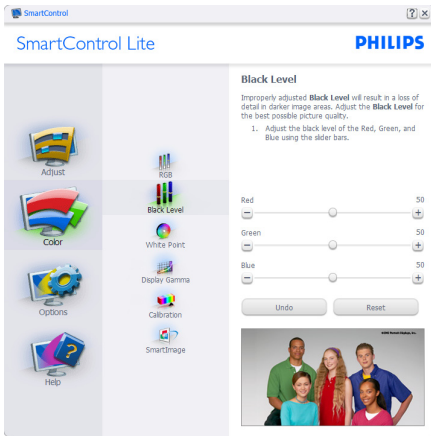 SmartControl
SmartControl Lite
PHILIPS
Adjust
Color
Options
Help
RGB
Black Level
White Point
Display Gamma
Calibration
SmartImage
Black Level
Improperly adjusted Black Level will result in a loss of
detail in darker image areas. Adjust the Black Level for
the best possible picture quality.
1. Adjust the black level of the Red, Green, and
Blue using the slider bars.
Red 50
Green 50
Blue 50
Undo Reset